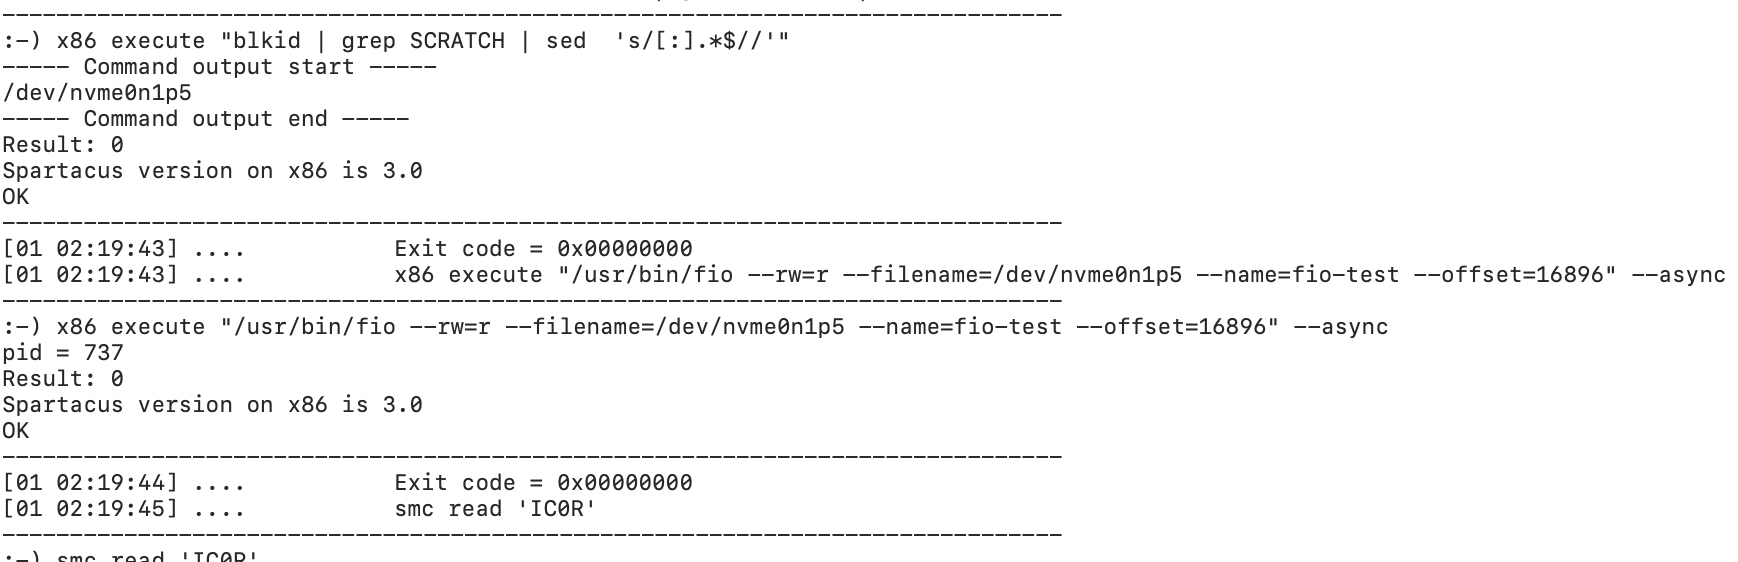 --------------------------------------------------------------------------------
:-) x86 execute "blkid | grep SCRATCH | sed  's/[:].*$//'"
----- Command output start -----
/dev/nvme0n1p5
----- Command output end -----
Result: 0
Spartacus version on x86 is 3.0
OK
--------------------------------------------------------------------------------
[01 02:19:43] ....           Exit code = 0x00000000
[01 02:19:43] ....           x86 execute "/usr/bin/fio --rw=r --filename=/dev/nvme0n1p5 --name=fio-test --offset=16896" --async
--------------------------------------------------------------------------------
:-) x86 execute "/usr/bin/fio --rw=r --filename=/dev/nvme0n1p5 --name=fio-test --offset=16896" --async
pid = 737
Result: 0
Spartacus version on x86 is 3.0
OK
--------------------------------------------------------------------------------
[01 02:19:44] ....           Exit code = 0x00000000
[01 02:19:45] ....           smc read 'IC0R'
--------------------------------------------------------------------------------
:-) smc read 'IC0R'